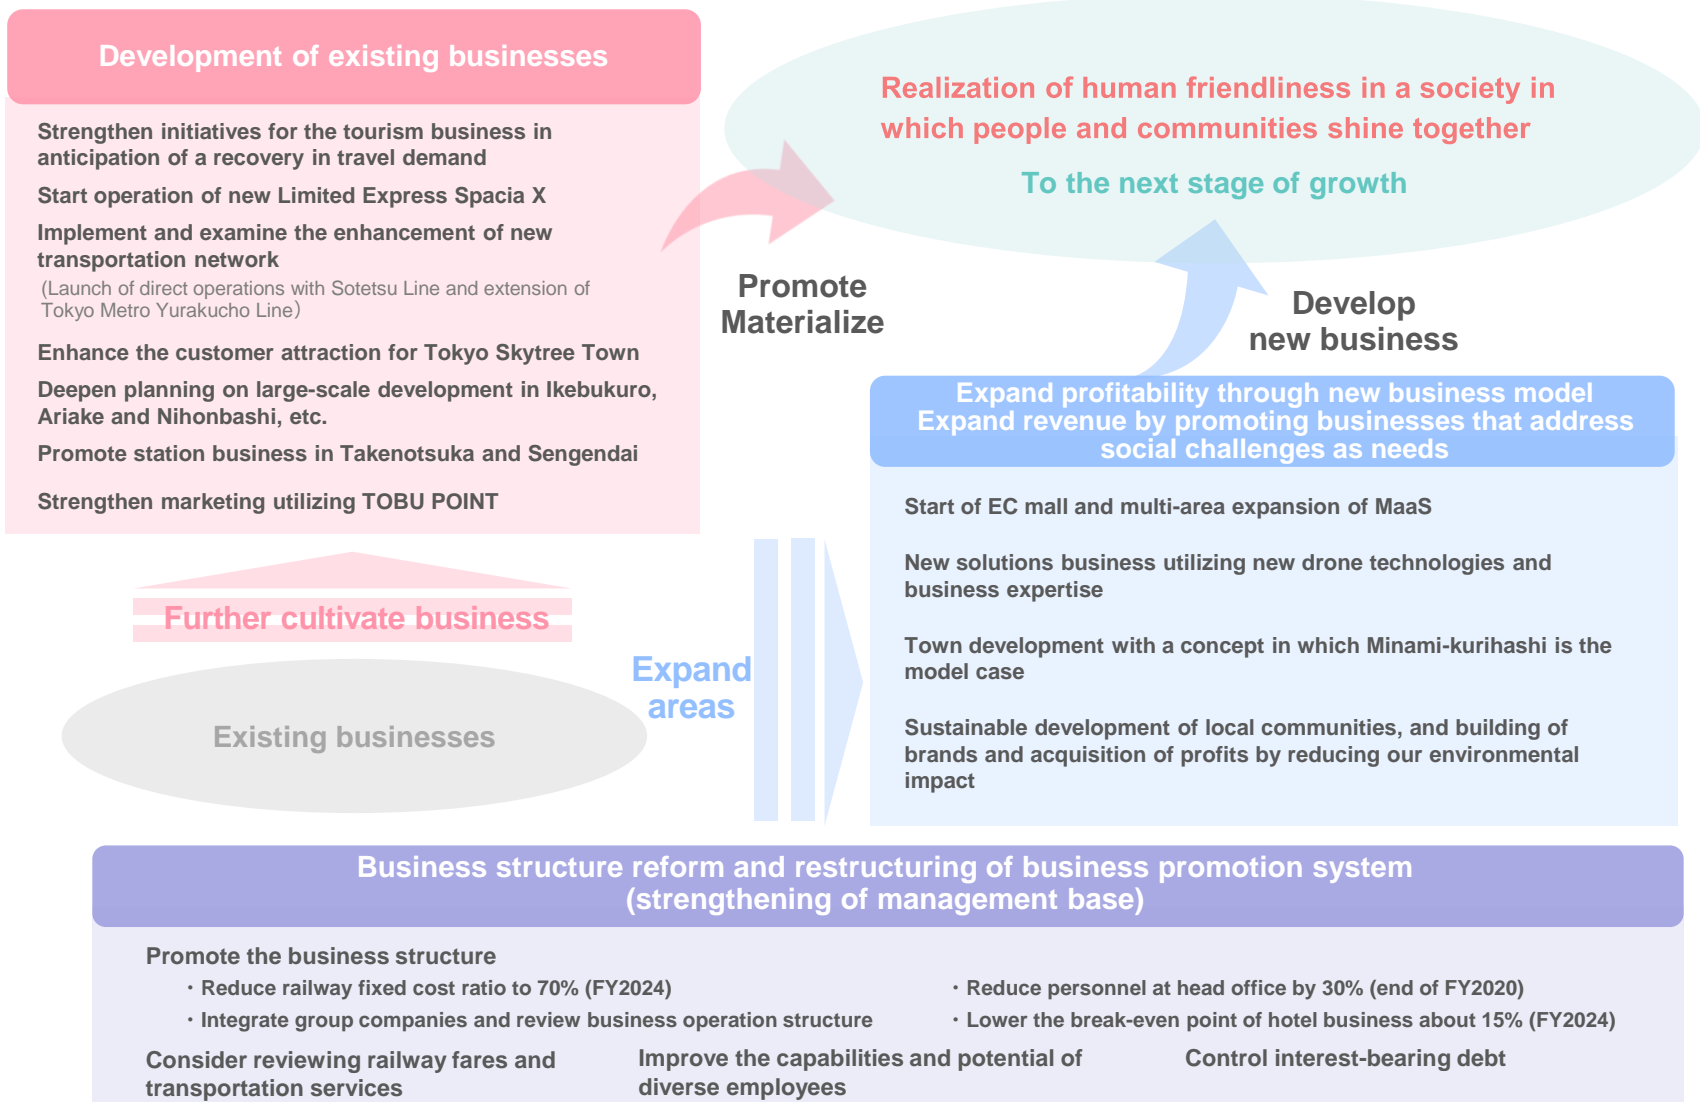 Development of existing businesses
Strengthen initiatives for the tourism business in
anticipation of a recovery in travel demand
Start operation of new Limited Express Spacia X
Implement and examine the enhancement of new
transportation network
(Launch of direct operations with Sotetsu Line and extension of
Tokyo Metro Yurakucho Line）
Enhance the customer attraction for Tokyo Skytree Town
Deepen planning on large-scale development in Ikebukuro,
Ariake and Nihonbashi, etc.
Promote station business in Takenotsuka and Sengendai
Strengthen marketing utilizing TOBU POINT
Realization of human friendliness in a society in
which people and communities shine together
To the next stage of growth
Promote
Materialize
Develop
new business
Expand profitability through new business model
Expand revenue by promoting businesses that address
social challenges as needs
Start of EC mall and multi-area expansion of MaaS
New solutions business utilizing new drone technologies and
business expertise
Town development with a concept in which Minami-kurihashi is the
model case
Sustainable development of local communities, and building of
brands and acquisition of profits by reducing our environmental
impact
Further cultivate business
Expand
areas
Existing businesses
Business structure reform and restructuring of business promotion system
(strengthening of management base)
Promote the business structure
・Reduce railway fixed cost ratio to 70% (FY2024)
・Reduce personnel at head office by 30% (end of FY2020)
・Integrate group companies and review business operation structure
・Lower the break-even point of hotel business about 15% (FY2024)
Consider reviewing railway fares and
transportation services
Improve the capabilities and potential of
diverse employees
Control interest-bearing debt